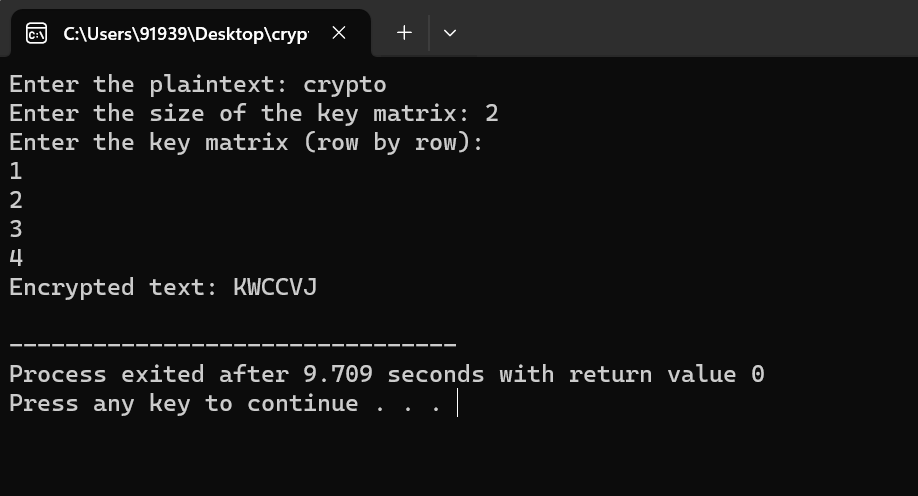 C:\Users\91939\Desktop\cryp
Enter the plaintext: crypto
Enter the size of the key matrix: 2
Enter the key matrix (row by row):
1
2
3
4
Encrypted text: KWCCVJ
--------------------------------
Process exited after 9.709 seconds with return value 0
Press any key to continue . . .